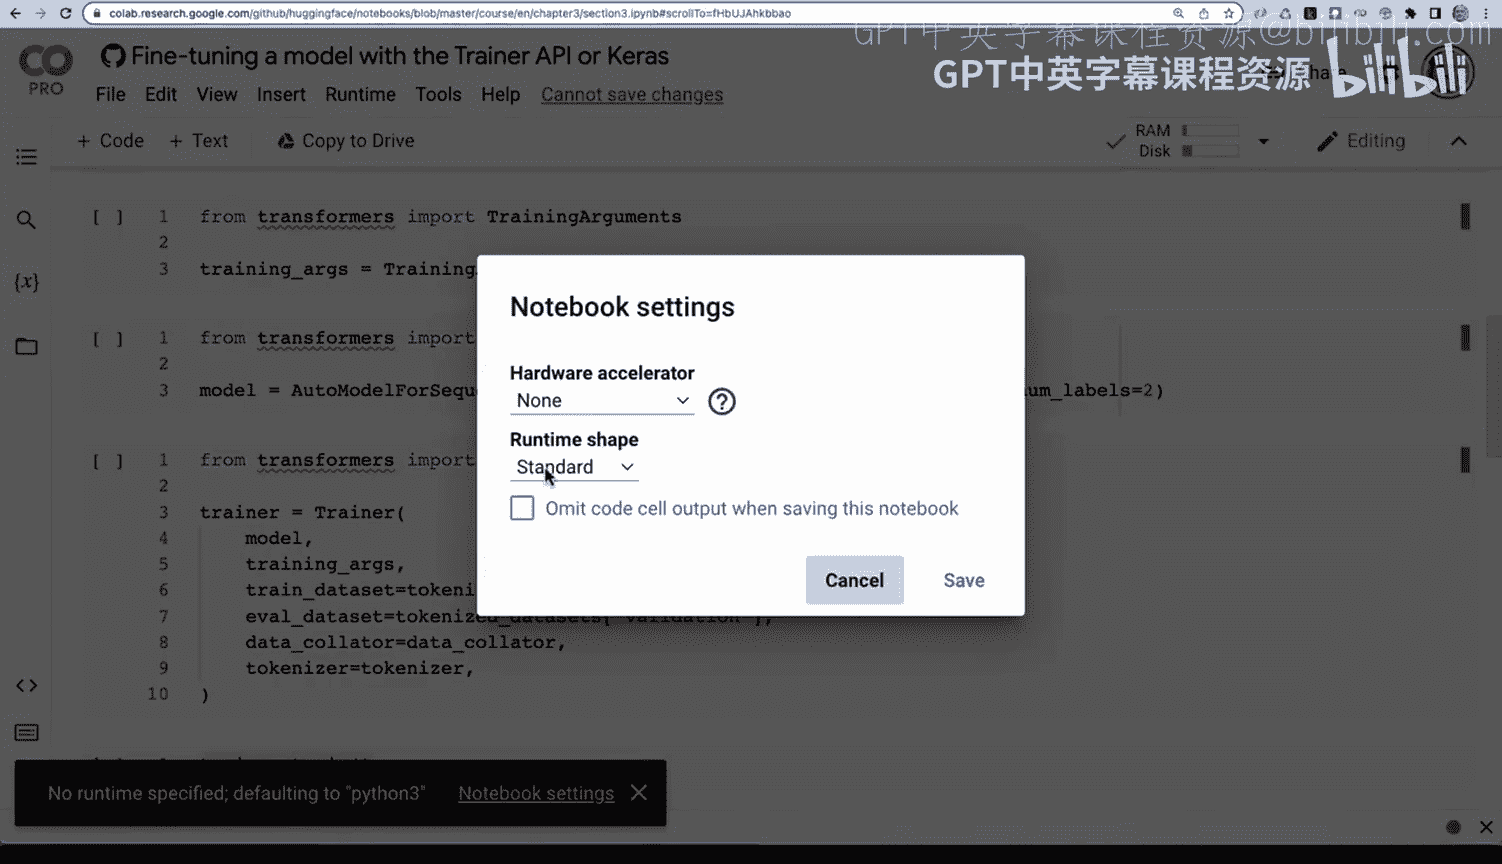 colab.research.google.com/github/huggingface/notebooks/blob/master/course/en/chapter3/section3.ipynb#scrollTo=fHbUJAhkbbao
GPT中英字幕课程资源@bilibili.com
CO
PRO
Fine-tuning a model with the Trainer API or Keras
GPT中英字幕课程资源 bilibili
File Edit View Insert Runtime Tools Help Cannot save changes
+ Code + Text Copy to Drive
RAM
Disk
Editing
{x}
[ ] 1 from transformers import TrainingArguments
2
3 training_args = Training
[ ] 1 from transformers import
2
3 model = AutoModelForSequ um_labels=2)
[ ] 1 from transformers import
2
3 trainer = Trainer(
4 model,
5 training_args,
6 train_dataset=tokeni
7 eval_dataset=tokenized_datasets["validation"],
8 data_collator=data_collator,
9 tokenizer=tokenizer,
10 )
Notebook settings
Hardware accelerator
None
?
Runtime shape
Standard
Omit code cell output when saving this notebook
Cancel Save
No runtime specified; defaulting to "python3" Notebook settings